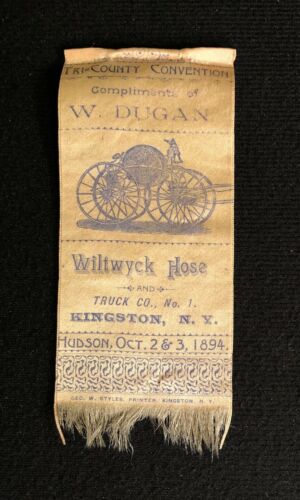 TRI-COUNTY CONVENTION
Compliments of
W. DUGAN
Wiltwyck Hose
AND
TRUCK CO., No. 1.
KINGSTON, N. Y.
HUDSON, OCT. 2 & 3, 1894.
GEO. W. STYLES, PRINTER, KINGSTON, N. Y.